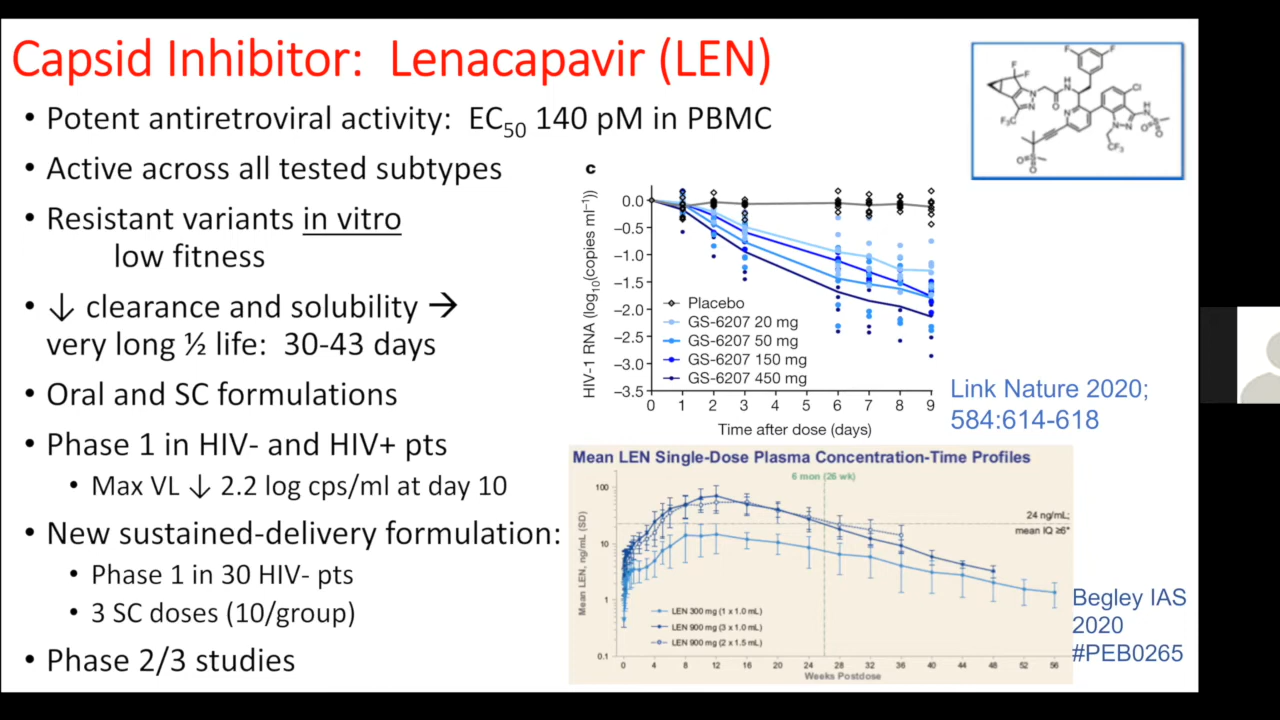 Capsid Inhibitor: Lenacapavir (LEN)
• Potent antiretroviral activity: EC50 140 pM in PBMC
• Active across all tested subtypes
• Resistant variants in vitro
low fitness
• ↓ clearance and solubility →
very long ½ life: 30-43 days
• Oral and SC formulations
• Phase 1 in HIV- and HIV+ pts
• Max VL ↓ 2.2 log cps/ml at day 10
• New sustained-delivery formulation:
• Phase 1 in 30 HIV- pts
• 3 SC doses (10/group)
• Phase 2/3 studies
F
F
F
F
Cl
HN
O
N
N
N
N
N
HN
S
O
O
CF₃
CF₃
S
O
O
c
HIV-1 RNA (log10(copies ml⁻¹))
0.0
−0.5
−1.0
−1.5
−2.0
−2.5
−3.0
−3.5
Placebo
GS-6207 20 mg
GS-6207 50 mg
GS-6207 150 mg
GS-6207 450 mg
0 1 2 3 4 5 6 7 8 9
Time after dose (days)
Link Nature 2020;
584:614-618
Mean LEN Single-Dose Plasma Concentration-Time Profiles
6 mon (26 wk)
Mean LEN, ng/mL (SD)
100
10
1
0.1
24 ng/mL;
mean IQ ≥6*
LEN 300 mg (1 x 1.0 mL)
LEN 900 mg (3 x 1.0 mL)
LEN 900 mg (2 x 1.5 mL)
0 4 8 12 16 20 24 28 32 36 40 44 48 52 56
Weeks Postdose
Begley IAS
2020
#PEB0265